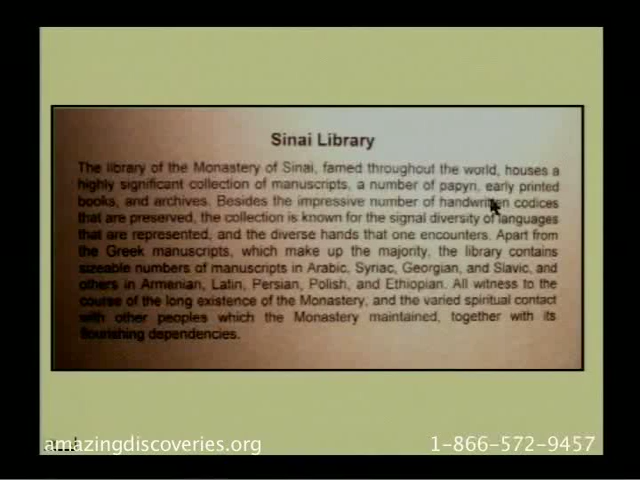 Sinai Library
The library of the Monastery of Sinai, famed throughout the world, houses a
highly significant collection of manuscripts, a number of papyri, early printed
books, and archives. Besides the impressive number of handwritten codices
that are preserved, the collection is known for the signal diversity of languages
that are represented, and the diverse hands that one encounters. Apart from
the Greek manuscripts, which make up the majority, the library contains
sizeable numbers of manuscripts in Arabic, Syriac, Georgian, and Slavic, and
others in Armenian, Latin, Persian, Polish, and Ethiopian. All witness to the
course of the long existence of the Monastery, and the varied spiritual contact
with other peoples which the Monastery maintained, together with its
flourishing dependencies.
amazingdiscoveries.org
1-866-572-9457